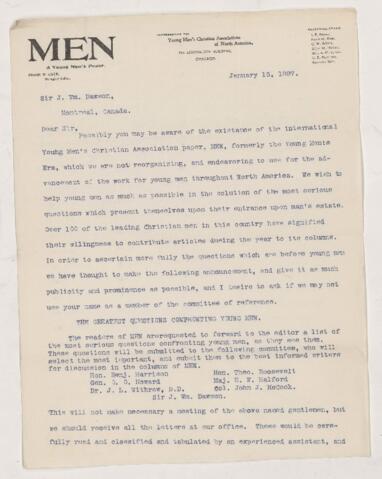 MEN
A Young Men's Paper.
REPRESENTING THE
Young Men's Christian Associations
of North America.
CHICAGO.
January 15, 1897.
Sir J. Wm. Dawson,
Montreal, Canada.
Dear Sir,
Possibly you may be aware of the existance of the international
Young Men's Christian Association paper, MEN, formerly the Young Mens
Era, which we are not reorganizing, and endeavoring to use for the ad-
vancement of the work for young men throughout North America. We wish to
help young men as much as possible in the solution of the most serious
questions which present themselves upon their entrance upon man's estate.
Over 100 of the leading Christian men in this country have signified
their wilingness to contribute articles during the year to its columns.
In order to ascertain more fully the questions which are before young men
we have thought to make the following announcement, and give it as much
publicity and prominence as possible, and I desire to ask if we may not
use your name as a member of the committee of reference.
THE GREATEST QUESTIONS CONFRONTING YOUNG MEN.
The readers of MEN are requested to forward to the editor a list of
the most serious questions confronting young men, as they see them.
These questions will be submitted to the following committee, who will
select the most important, and submit them to the best informed writers
for discussion in the columns of MEN.
Hon. Benj. Harrison Hon. Theo. Roosevelt
Gen. O. O. Howard Maj. E. W. Halford
Dr. J. L. Withrow, D.D. Col. John J. McCook.
Sir J. Wm. Dawson.
This will not make necessary a meeting of the above named gentlemen, but
we should receive all the letters at our office. These would be care-
fully read and classified and tabulated by an experienced assistant, and